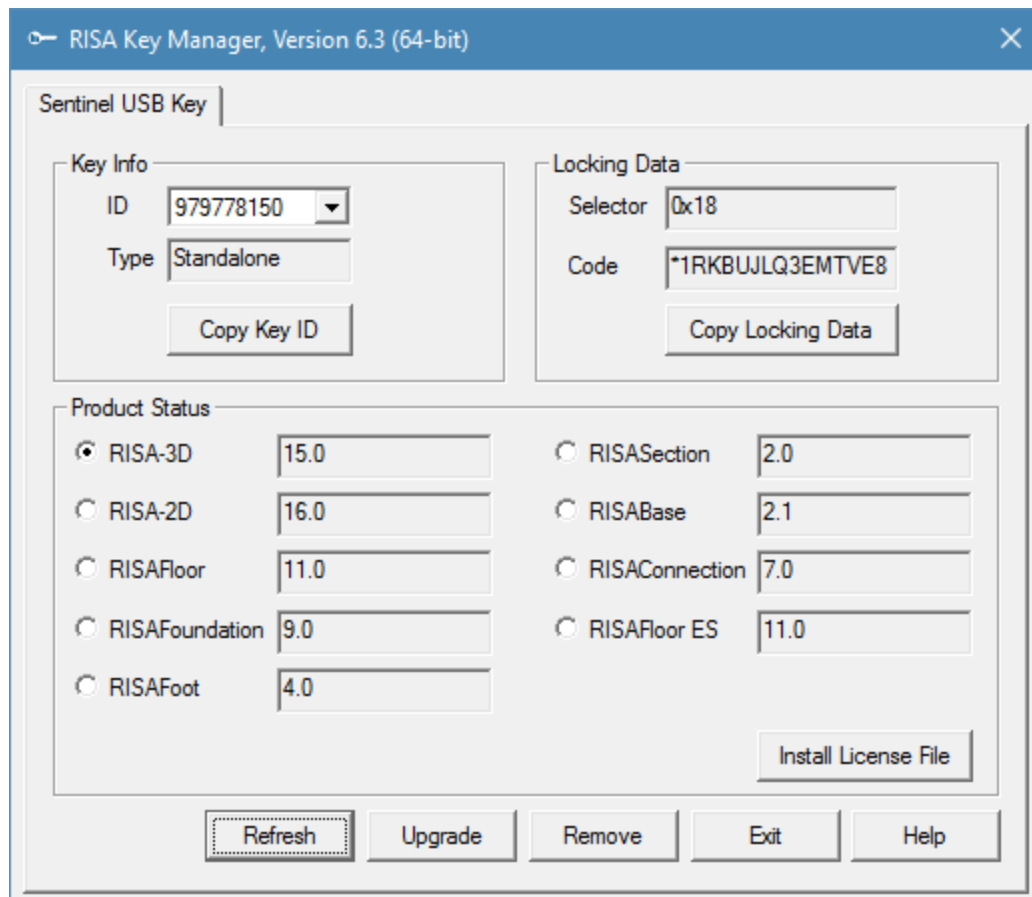 RISA Key Manager, Version 6.3 (64-bit)
Sentinel USB Key
Key Info
ID 979778150
Type Standalone
Copy Key ID
Locking Data
Selector 0x18
Code *1RKBUJLQ3EMTVE8
Copy Locking Data
Product Status
RISA-3D 15.0
RISA-2D 16.0
RISAFloor 11.0
RISAFoundation 9.0
RISAFoot 4.0
RISASection 2.0
RISABase 2.1
RISAConnection 7.0
RISAFloor ES 11.0
Install License File
Refresh Upgrade Remove Exit Help